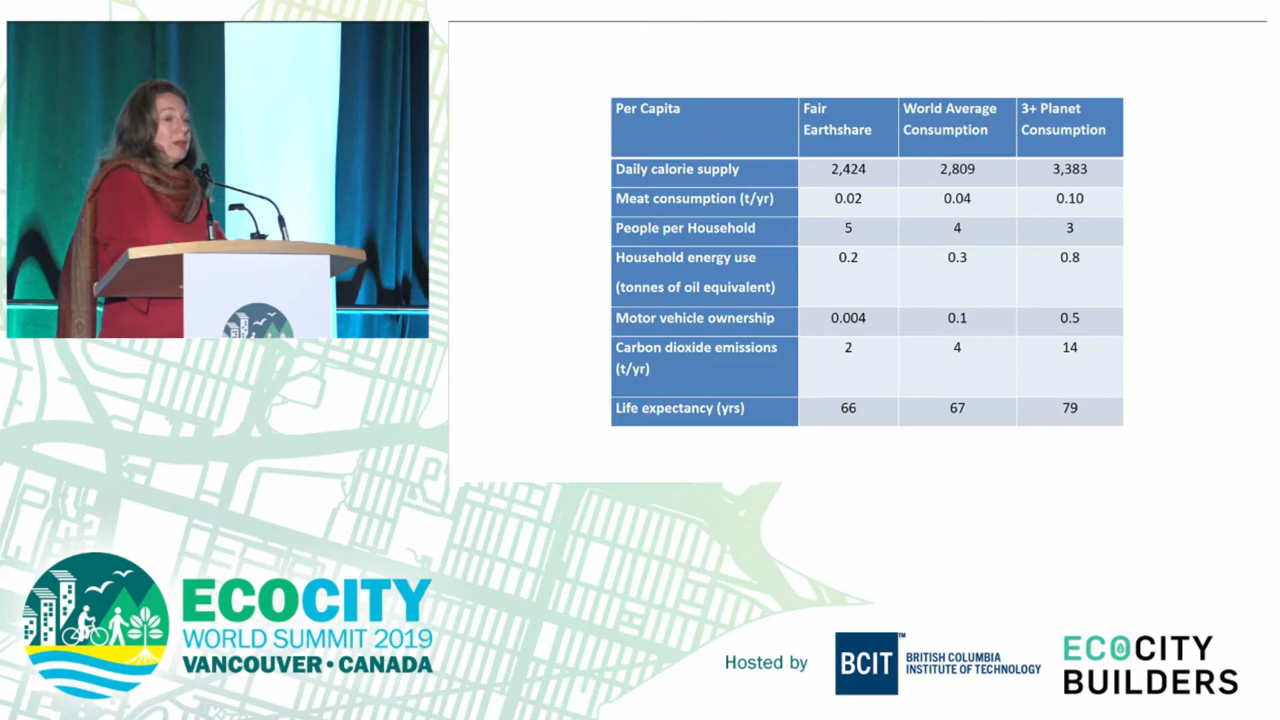 Per Capita
Fair Earthshare
World Average Consumption
3+ Planet Consumption
Daily calorie supply 2,424 2,809 3,383
Meat consumption (t/yr) 0.02 0.04 0.10
People per Household 5 4 3
Household energy use (tonnes of oil equivalent) 0.2 0.3 0.8
Motor vehicle ownership 0.004 0.1 0.5
Carbon dioxide emissions (t/yr) 2 4 14
Life expectancy (yrs) 66 67 79
ECOCITY
WORLD SUMMIT 2019
VANCOUVER • CANADA
Hosted by
BCIT™
BRITISH COLUMBIA
INSTITUTE OF TECHNOLOGY
ECOCITY
BUILDERS